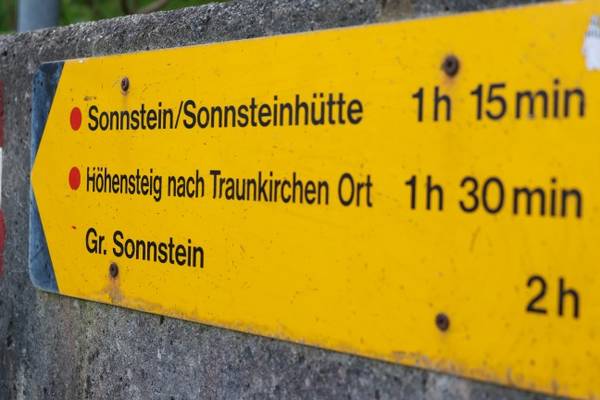 Sonnstein/Sonnsteinhütte 1h 15min
Höhensteig nach Traunkirchen Ort 1h 30min
Gr. Sonnstein 2h